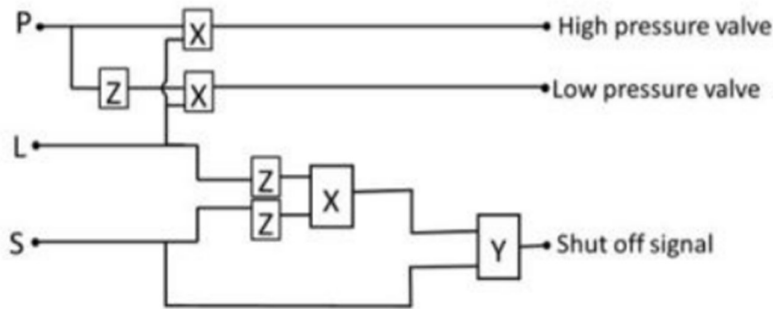 P
X
High pressure valve
Z
X
Low pressure valve
L
Z
X
Z
S
Y
Shut off signal